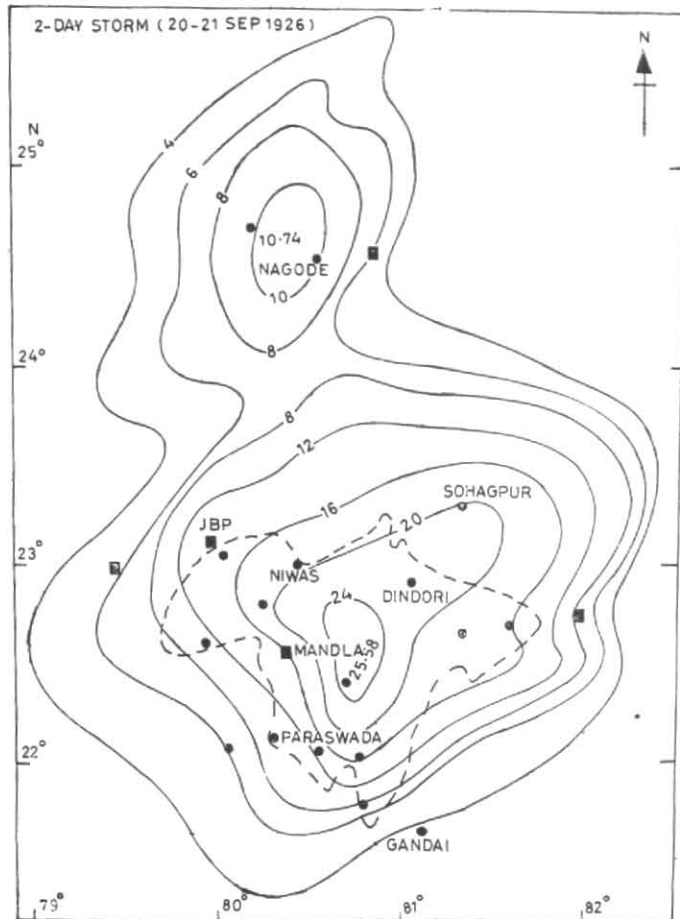 2-DAY STORM (20-21 SEP 1926)
N
N
25°
4
6
8
10·74
NAGODE
10
8
24°
8
12
16
SOHAGPUR
20
JBP
23°
NIWAS
DINDORI
24
MANDLA
25·58
PARASWADA
22°
GANDAI
79°
80°
81°
82°